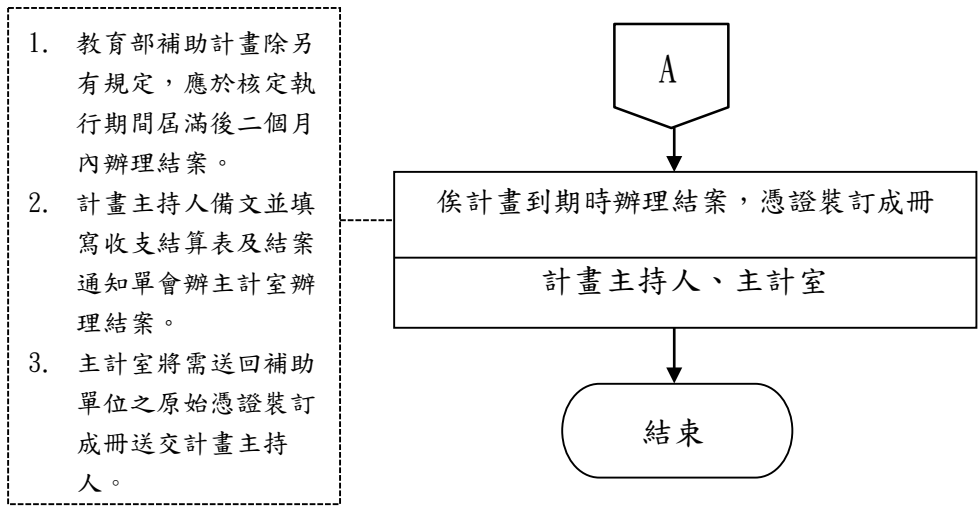 1. 教育部補助計畫除另
有規定，應於核定執
行期間屆滿後二個月
內辦理結案。
2. 計畫主持人備文並填
寫收支結算表及結案
通知單會辦主計室辦
理結案。
3. 主計室將需送回補助
單位之原始憑證裝訂
成冊送交計畫主持
人。
A
俟計畫到期時辦理結案，憑證裝訂成冊
計畫主持人、主計室
結束